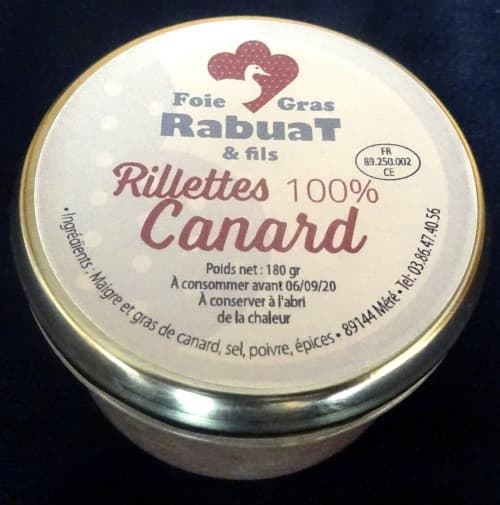 Foie Gras
RabuaT
& fils
FR
89.250.002
CE
Rillettes 100%
Canard
Poids net : 180 gr
À consommer avant 06/09/20
À conserver à l'abri
de la chaleur
• Ingrédients : Maigre et gras de canard, sel, poivre, épices • 89144 Méré • Tel: 03.86.47.40.56